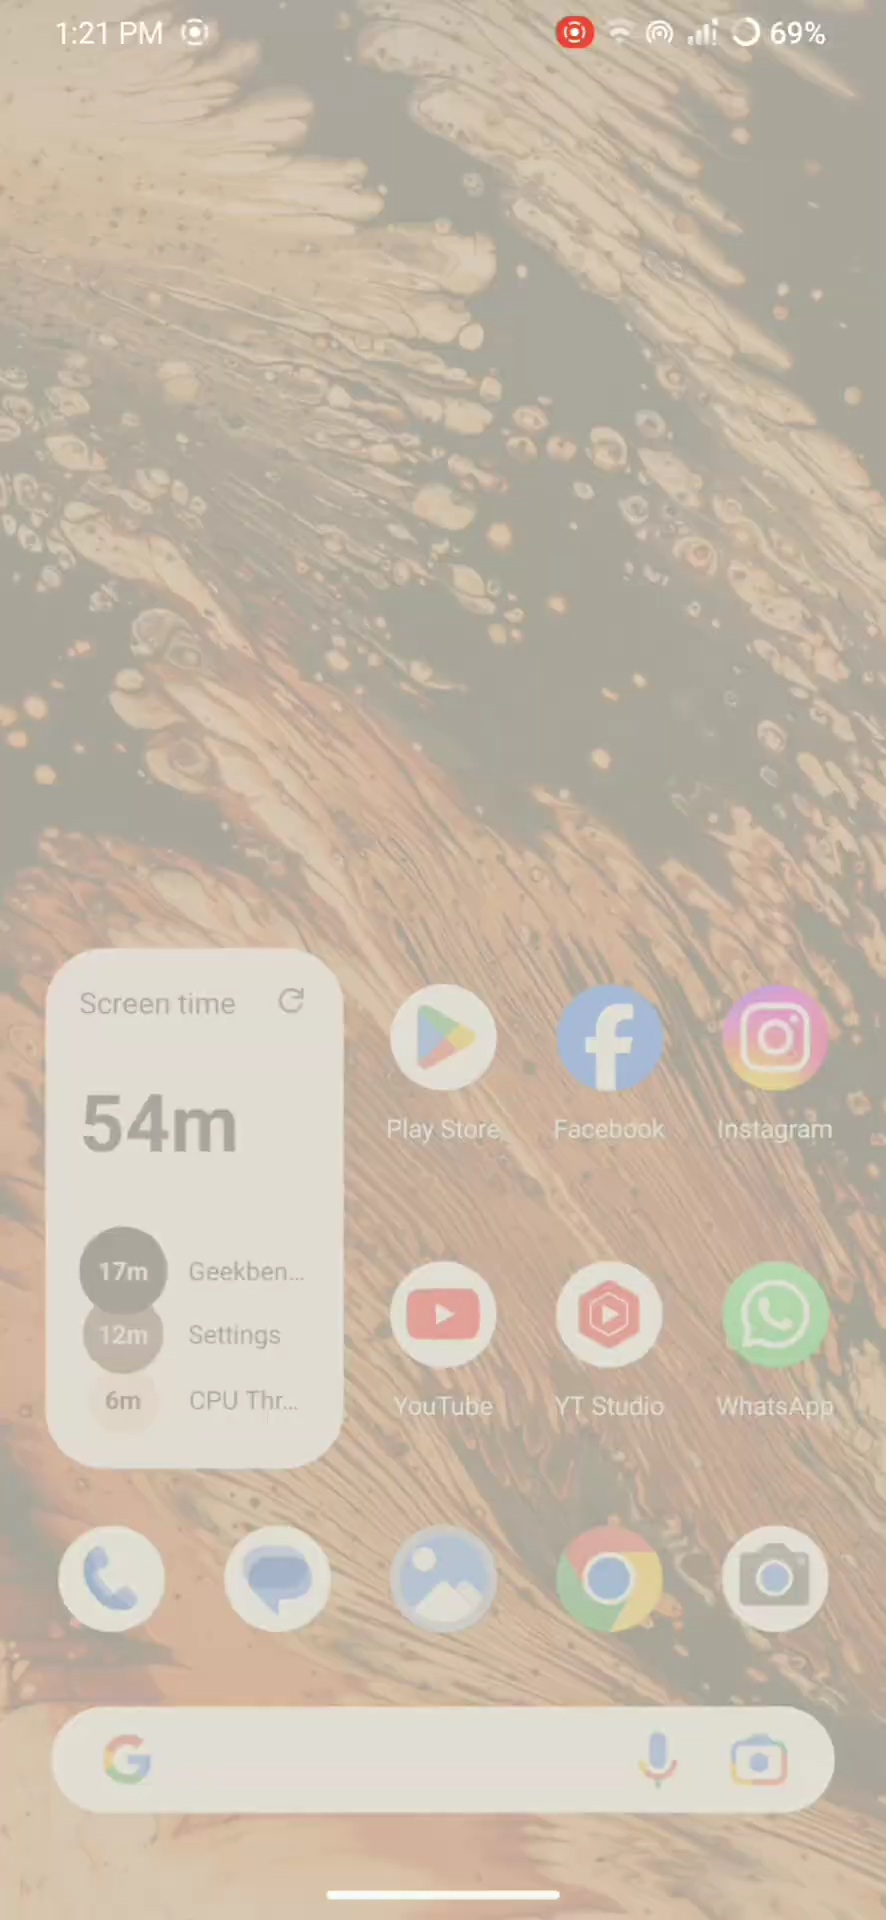 1:21 PM
69%
Screen time
54m
17m Geekben...
12m Settings
6m CPU Thr...
Play Store Facebook Instagram
YouTube YT Studio WhatsApp